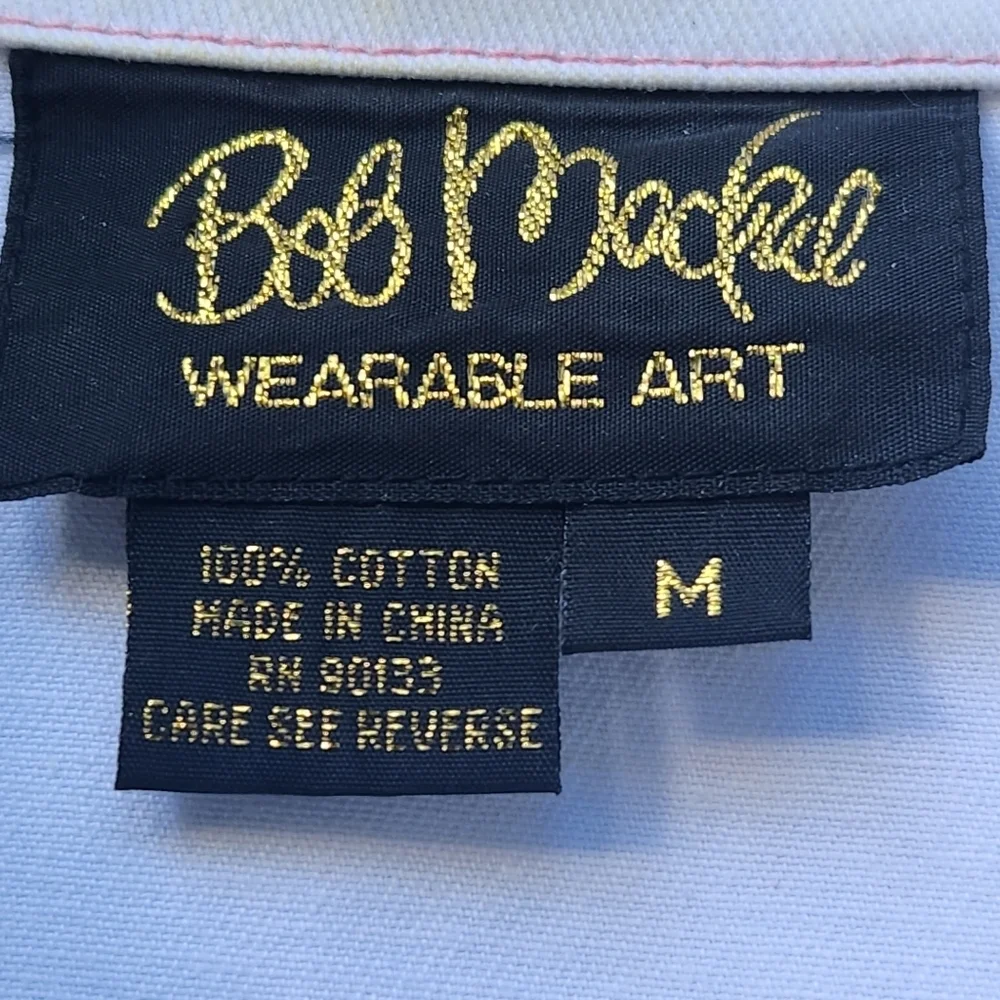 Bob Mackie
WEARABLE ART
100% COTTON
MADE IN CHINA
RN 90133
CARE SEE REVERSE
M